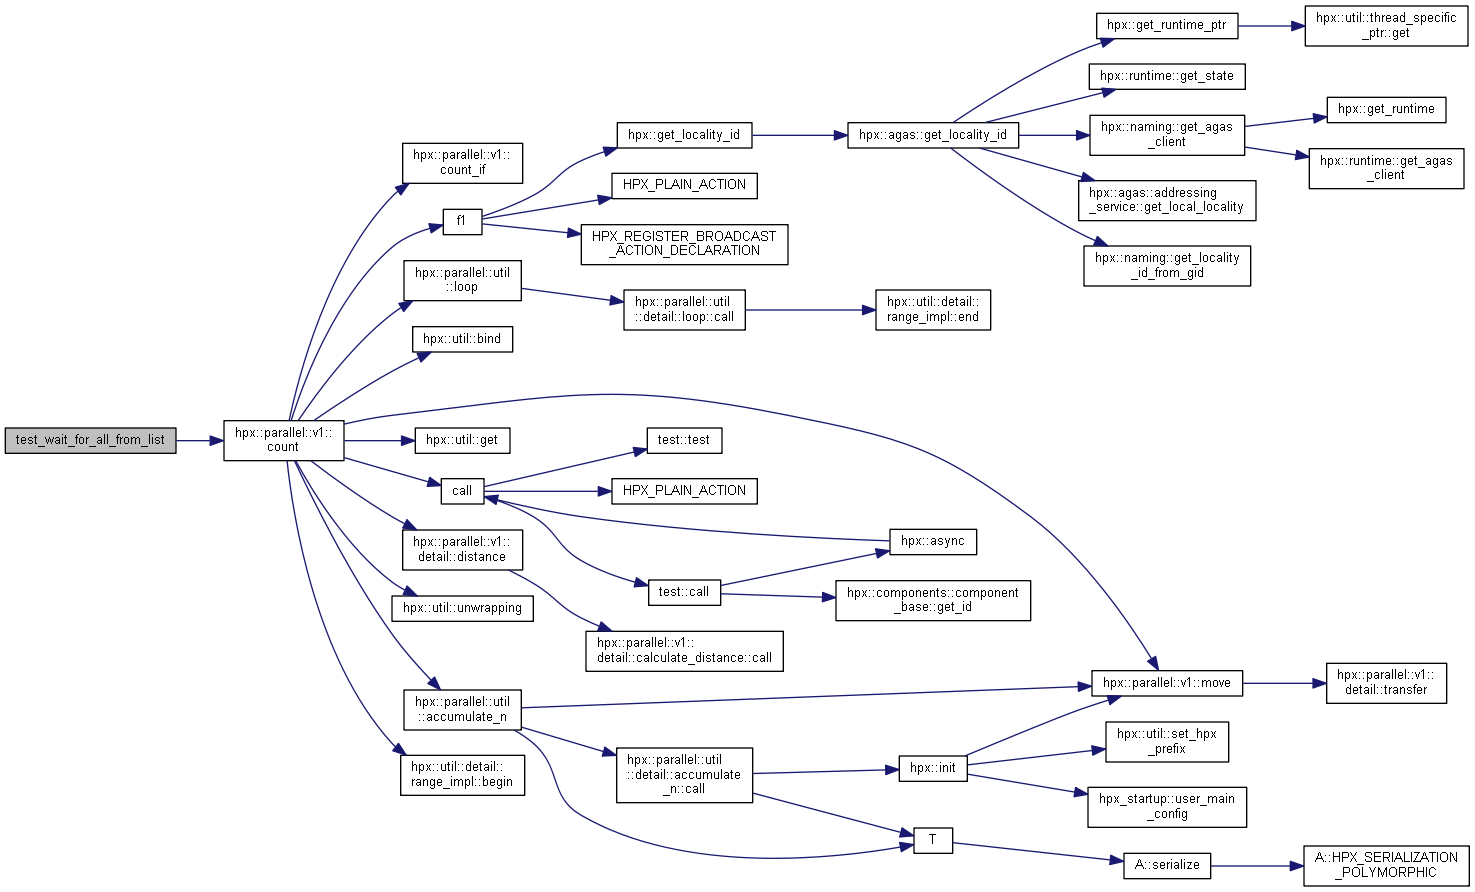 test_wait_for_all_from_list
hpx::parallel::v1::
count
hpx::parallel::v1::
count_if
f1
hpx::parallel::util
::loop
hpx::util::bind
hpx::util::get
call
hpx::parallel::v1::
detail::distance
hpx::util::unwrapping
hpx::parallel::util
::accumulate_n
hpx::util::detail::
range_impl::begin
hpx::get_locality_id
HPX_PLAIN_ACTION
HPX_REGISTER_BROADCAST
_ACTION_DECLARATION
hpx::parallel::util
::detail::loop::call
test::test
HPX_PLAIN_ACTION
test::call
hpx::parallel::v1::
detail::calculate_distance::call
hpx::parallel::util
::detail::accumulate
_n::call
hpx::agas::get_locality_id
hpx::util::detail::
range_impl::end
hpx::async
hpx::components::component
_base::get_id
hpx::init
T
hpx::get_runtime_ptr
hpx::runtime::get_state
hpx::naming::get_agas
_client
hpx::agas::addressing
_service::get_local_locality
hpx::naming::get_locality
_id_from_gid
hpx::parallel::v1::move
hpx::util::set_hpx
_prefix
hpx_startup::user_main
_config
A::serialize
hpx::util::thread_specific
_ptr::get
hpx::get_runtime
hpx::runtime::get_agas
_client
hpx::parallel::v1::
detail::transfer
A::HPX_SERIALIZATION
_POLYMORPHIC